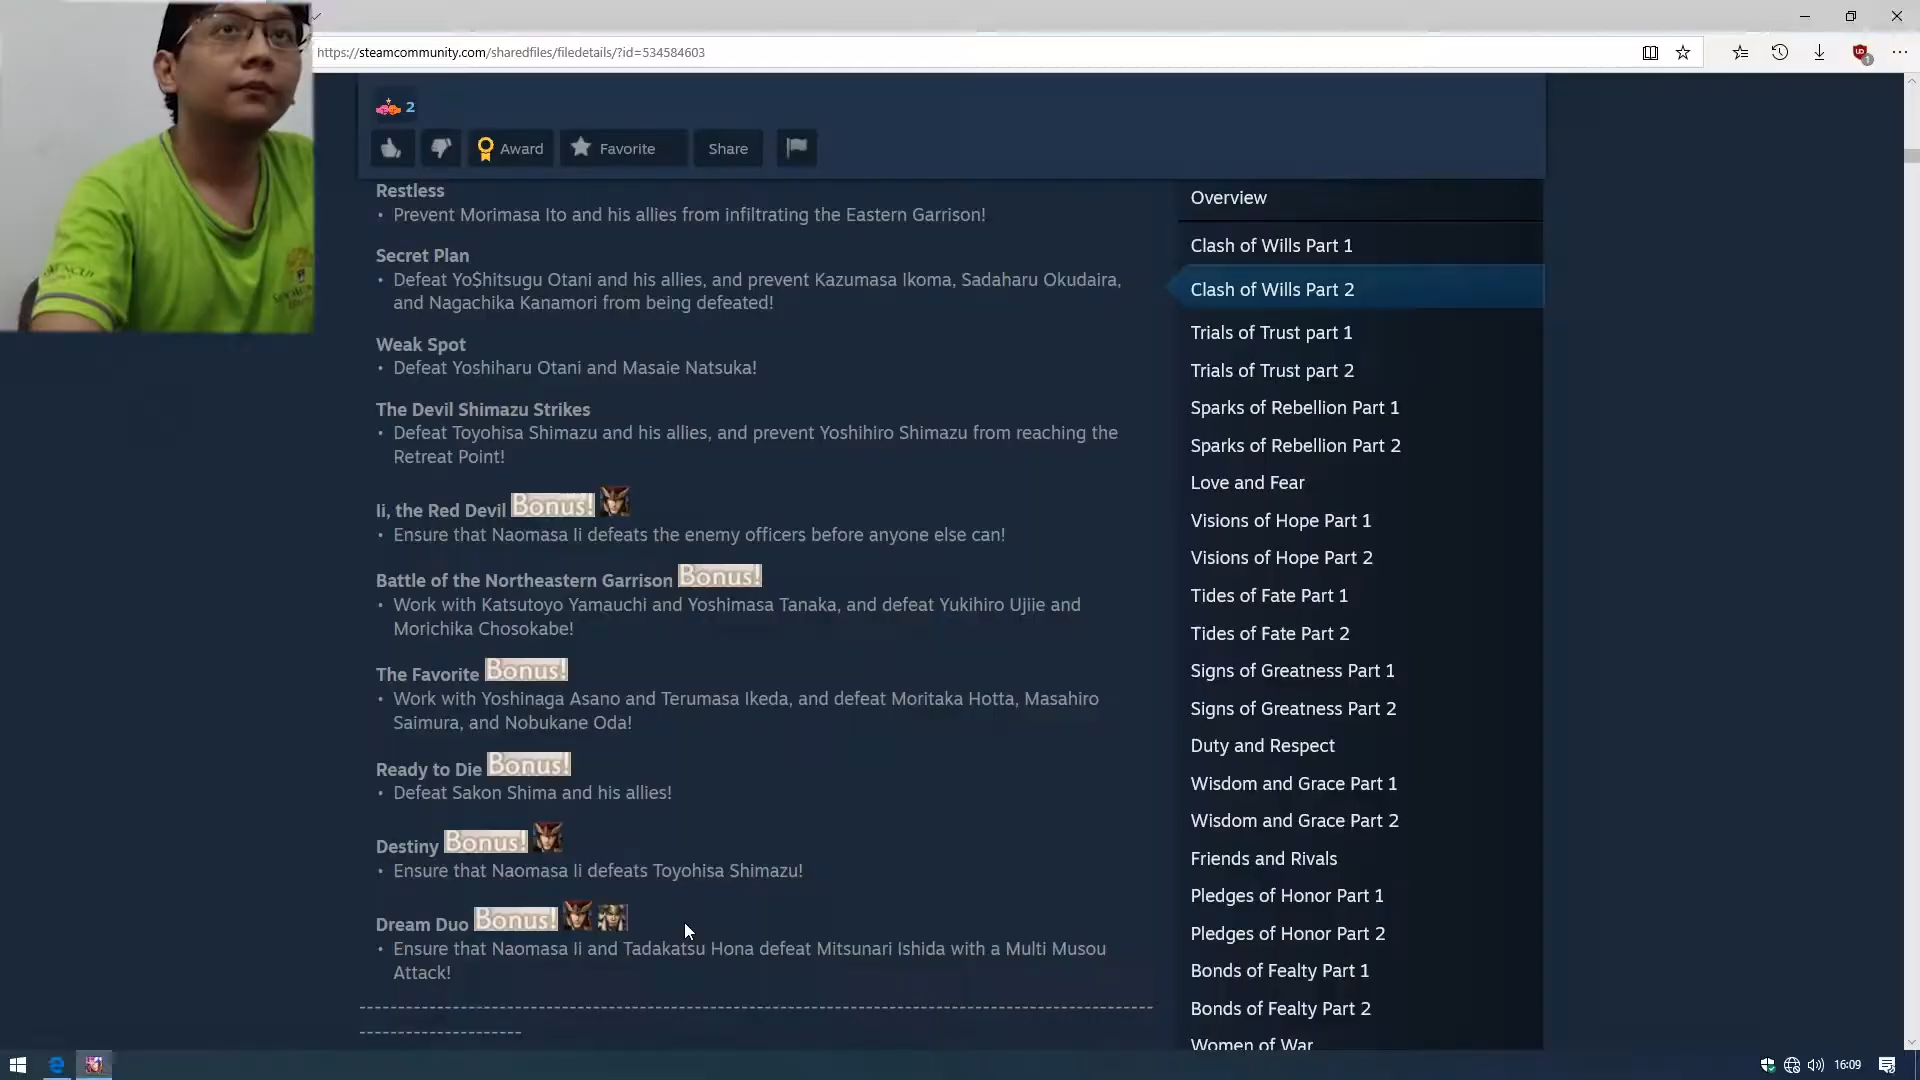 https://steamcommunity.com/sharedfiles/filedetails/?id=534584603
1
2
Award
Favorite
Share
Restless
• Prevent Morimasa Ito and his allies from infiltrating the Eastern Garrison!
Secret Plan
• Defeat Yo$hitsugu Otani and his allies, and prevent Kazumasa Ikoma, Sadaharu Okudaira,
and Nagachika Kanamori from being defeated!
Weak Spot
• Defeat Yoshiharu Otani and Masaie Natsuka!
The Devil Shimazu Strikes
• Defeat Toyohisa Shimazu and his allies, and prevent Yoshihiro Shimazu from reaching the
Retreat Point!
Ii, the Red Devil Bonus!
• Ensure that Naomasa Ii defeats the enemy officers before anyone else can!
Battle of the Northeastern Garrison Bonus!
• Work with Katsutoyo Yamauchi and Yoshimasa Tanaka, and defeat Yukihiro Ujiie and
Morichika Chosokabe!
The Favorite Bonus!
• Work with Yoshinaga Asano and Terumasa Ikeda, and defeat Moritaka Hotta, Masahiro
Saimura, and Nobukane Oda!
Ready to Die Bonus!
• Defeat Sakon Shima and his allies!
Destiny Bonus!
• Ensure that Naomasa Ii defeats Toyohisa Shimazu!
Dream Duo Bonus!
• Ensure that Naomasa Ii and Tadakatsu Hona defeat Mitsunari Ishida with a Multi Musou
Attack!
Overview
Clash of Wills Part 1
Clash of Wills Part 2
Trials of Trust part 1
Trials of Trust part 2
Sparks of Rebellion Part 1
Sparks of Rebellion Part 2
Love and Fear
Visions of Hope Part 1
Visions of Hope Part 2
Tides of Fate Part 1
Tides of Fate Part 2
Signs of Greatness Part 1
Signs of Greatness Part 2
Duty and Respect
Wisdom and Grace Part 1
Wisdom and Grace Part 2
Friends and Rivals
Pledges of Honor Part 1
Pledges of Honor Part 2
Bonds of Fealty Part 1
Bonds of Fealty Part 2
Women of War
16:09